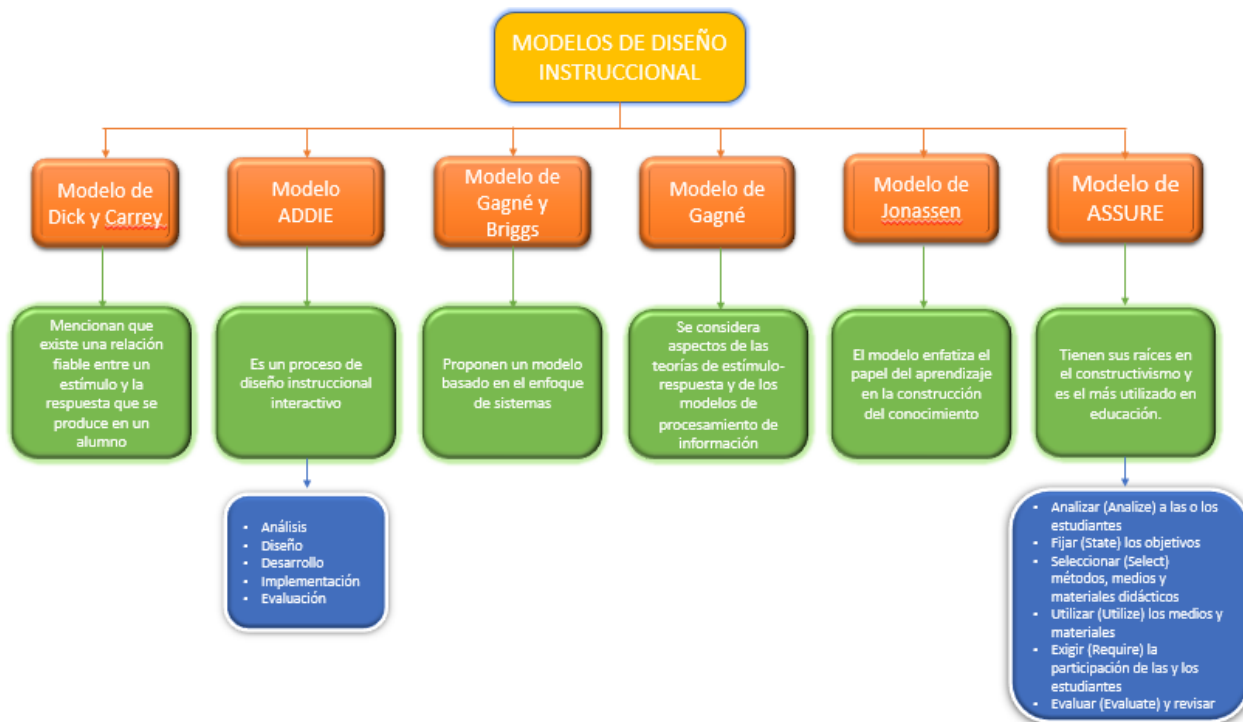 MODELOS DE DISEÑO
INSTRUCCIONAL
Modelo de
Dick y Carrey
Modelo
ADDIE
Modelo de
Gagné y
Briggs
Modelo de
Gagné
Modelo de
Jonassen
Modelo de
ASSURE
Mencionan que
existe una relación
fiable entre un
estímulo y la
respuesta que se
produce en un
alumno
Es un proceso de
diseño instruccional
interactivo
Proponen un modelo
basado en el enfoque
de sistemas
Se considera
aspectos de las
teorías de estímulo-
respuesta y de los
modelos de
procesamiento de
información
El modelo enfatiza el
papel del aprendizaje
en la construcción
del conocimiento
Tienen sus raíces en
el constructivismo y
es el más utilizado en
educación.
• Análisis
• Diseño
• Desarrollo
• Implementación
• Evaluación
• Analizar (Analize) a las o los
estudiantes
• Fijar (State) los objetivos
• Seleccionar (Select)
métodos, medios y
materiales didácticos
• Utilizar (Utilize) los medios y
materiales
• Exigir (Require) la
participación de las y los
estudiantes
• Evaluar (Evaluate) y revisar